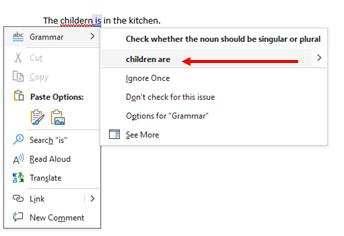 The childern is in the kitchen.
Grammar
Cut
Copy
Paste Options:
Search "is"
Read Aloud
Translate
Link
New Comment
Check whether the noun should be singular or plural
children are
Ignore Once
Don't check for this issue
Options for "Grammar"
See More